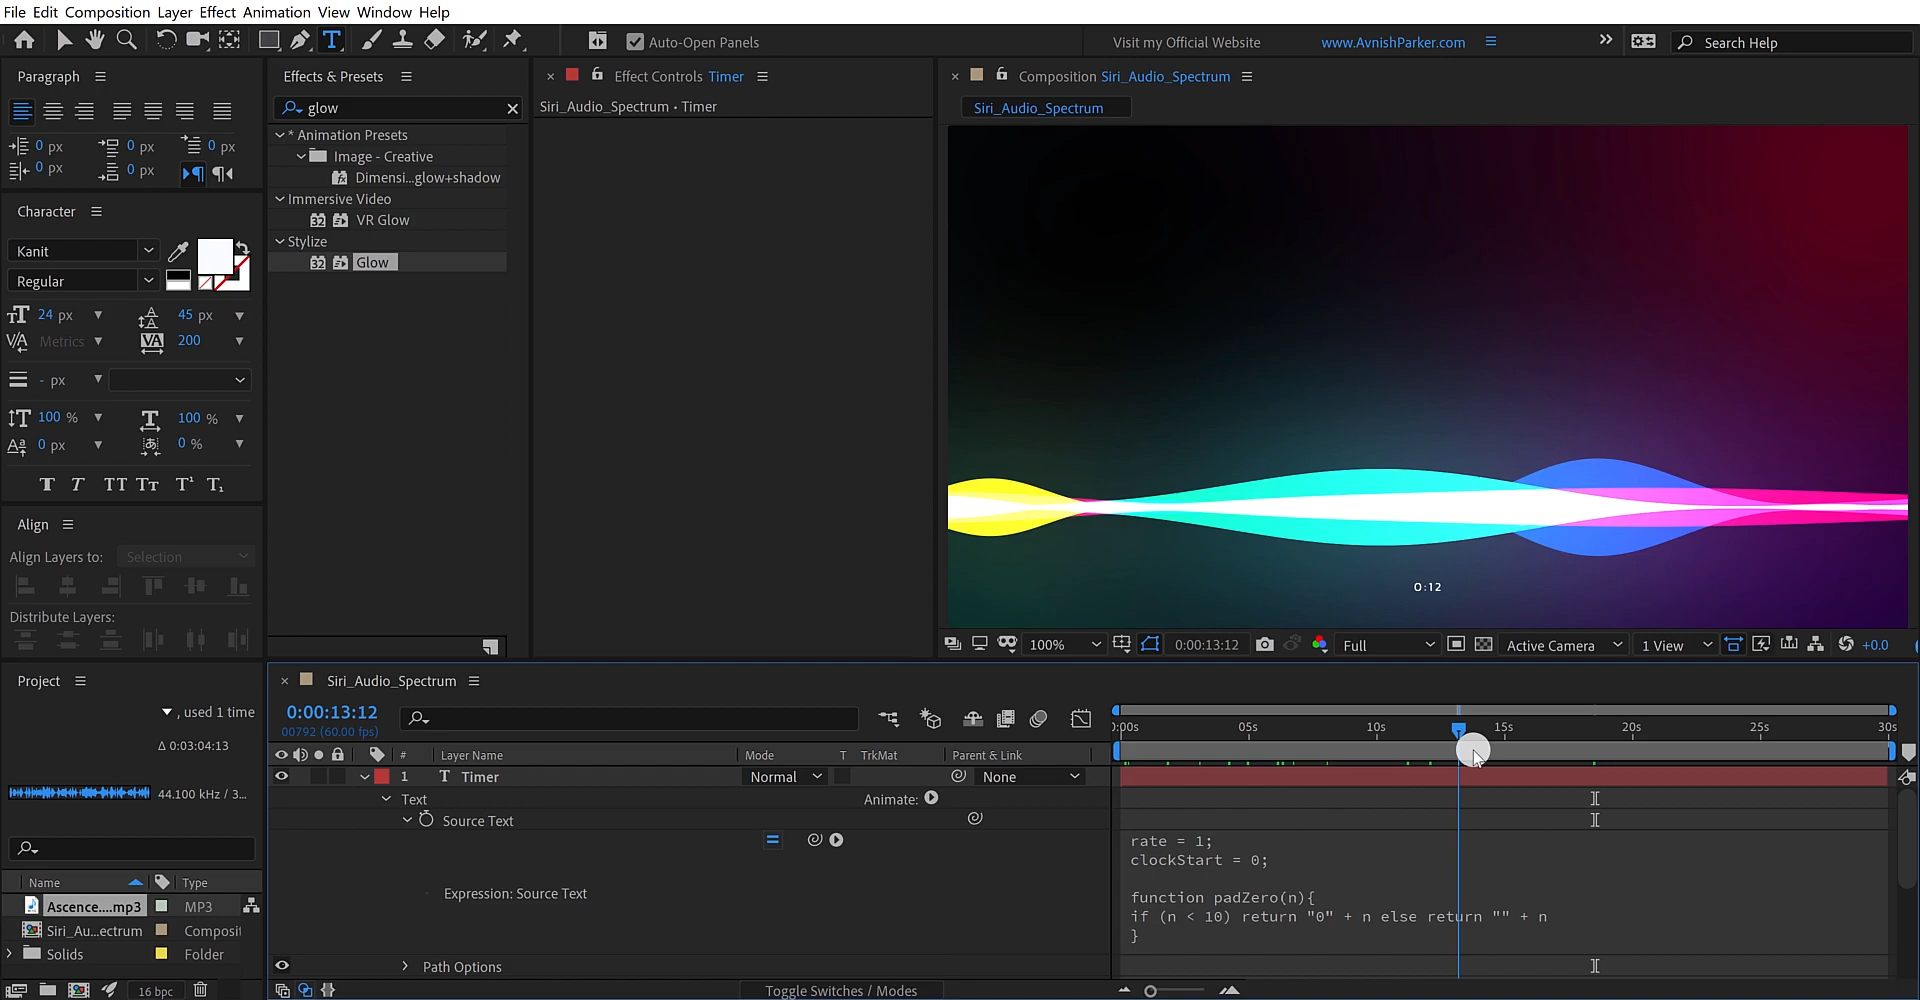 File Edit Composition Layer Effect Animation View Window Help
Auto-Open Panels
Visit my Official Website
www.AvnishParker.com
Search Help
Paragraph
0 px 0 px 0 px
0 px 0 px
Character
Kanit
Regular
24 px 45 px
Metrics 200
- px
100 % 100 %
0 px 0 %
Align
Align Layers to: Selection
Distribute Layers:
Effects & Presets
glow
* Animation Presets
Image - Creative
Dimensi...glow+shadow
Immersive Video
32 VR Glow
Stylize
32 Glow
Effect Controls Timer
Siri_Audio_Spectrum • Timer
Composition Siri_Audio_Spectrum
Siri_Audio_Spectrum
0:12
100% 0:00:13:12 Full Active Camera 1 View +0.0
Project
, used 1 time
Δ 0:03:04:13
44.100 kHz / 3...
Name Type
Ascence....mp3 MP3
Siri_Au...ectrum Composit
Solids Folder
16 bpc
Siri_Audio_Spectrum
0:00:13:12
00792 (60.00 fps)
# Layer Name Mode T TrkMat Parent & Link
1 T Timer Normal None
Text Animate:
Source Text
Expression: Source Text
Path Options
Toggle Switches / Modes
):00s 05s 10s 15s 20s 25s 30s
rate = 1;
clockStart = 0;
function padZero(n){
if (n < 10) return "0" + n else return "" + n
}